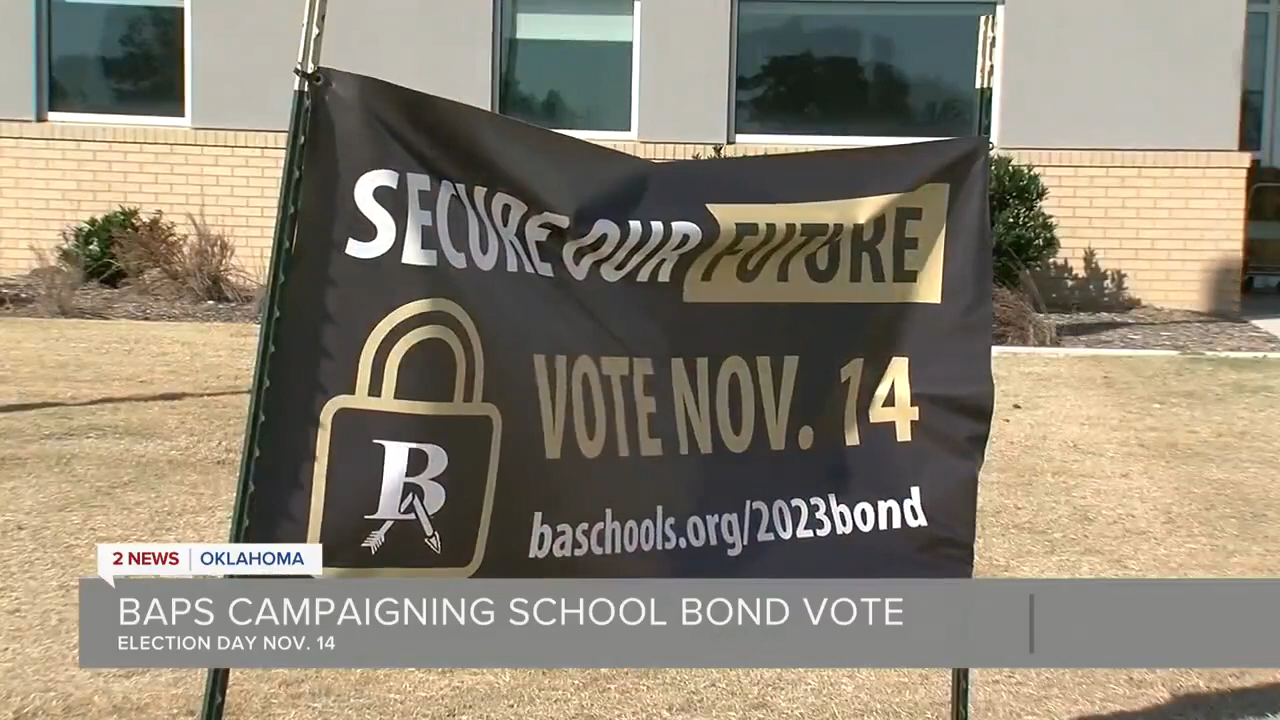 SECURE OUR FUTURE
VOTE NOV. 14
B
baschools.org/2023bond
2 NEWS OKLAHOMA
BAPS CAMPAIGNING SCHOOL BOND VOTE
ELECTION DAY NOV. 14